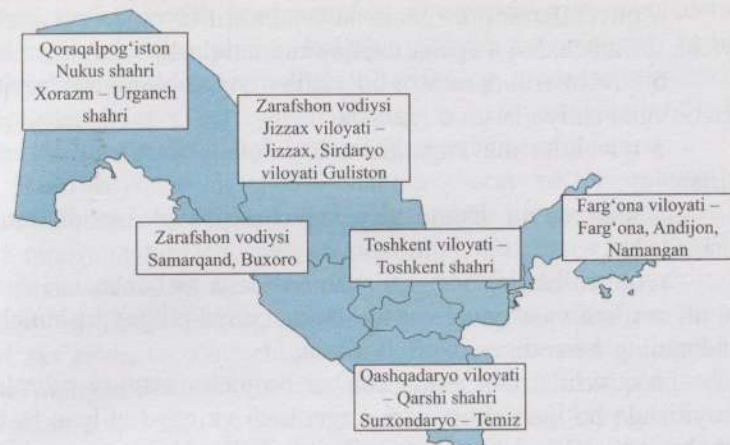 Qoraqalpog‘iston
Nukus shahri
Xorazm – Urganch
shahri
Zarafshon vodiysi
Jizzax viloyati –
Jizzax, Sirdaryo
viloyati Guliston
Zarafshon vodiysi
Samarqand, Buxoro
Toshkent viloyati –
Toshkent shahri
Farg‘ona viloyati –
Farg‘ona, Andijon,
Namangan
Qashqadaryo viloyati
– Qarshi shahri
Surxondaryo – Temiz